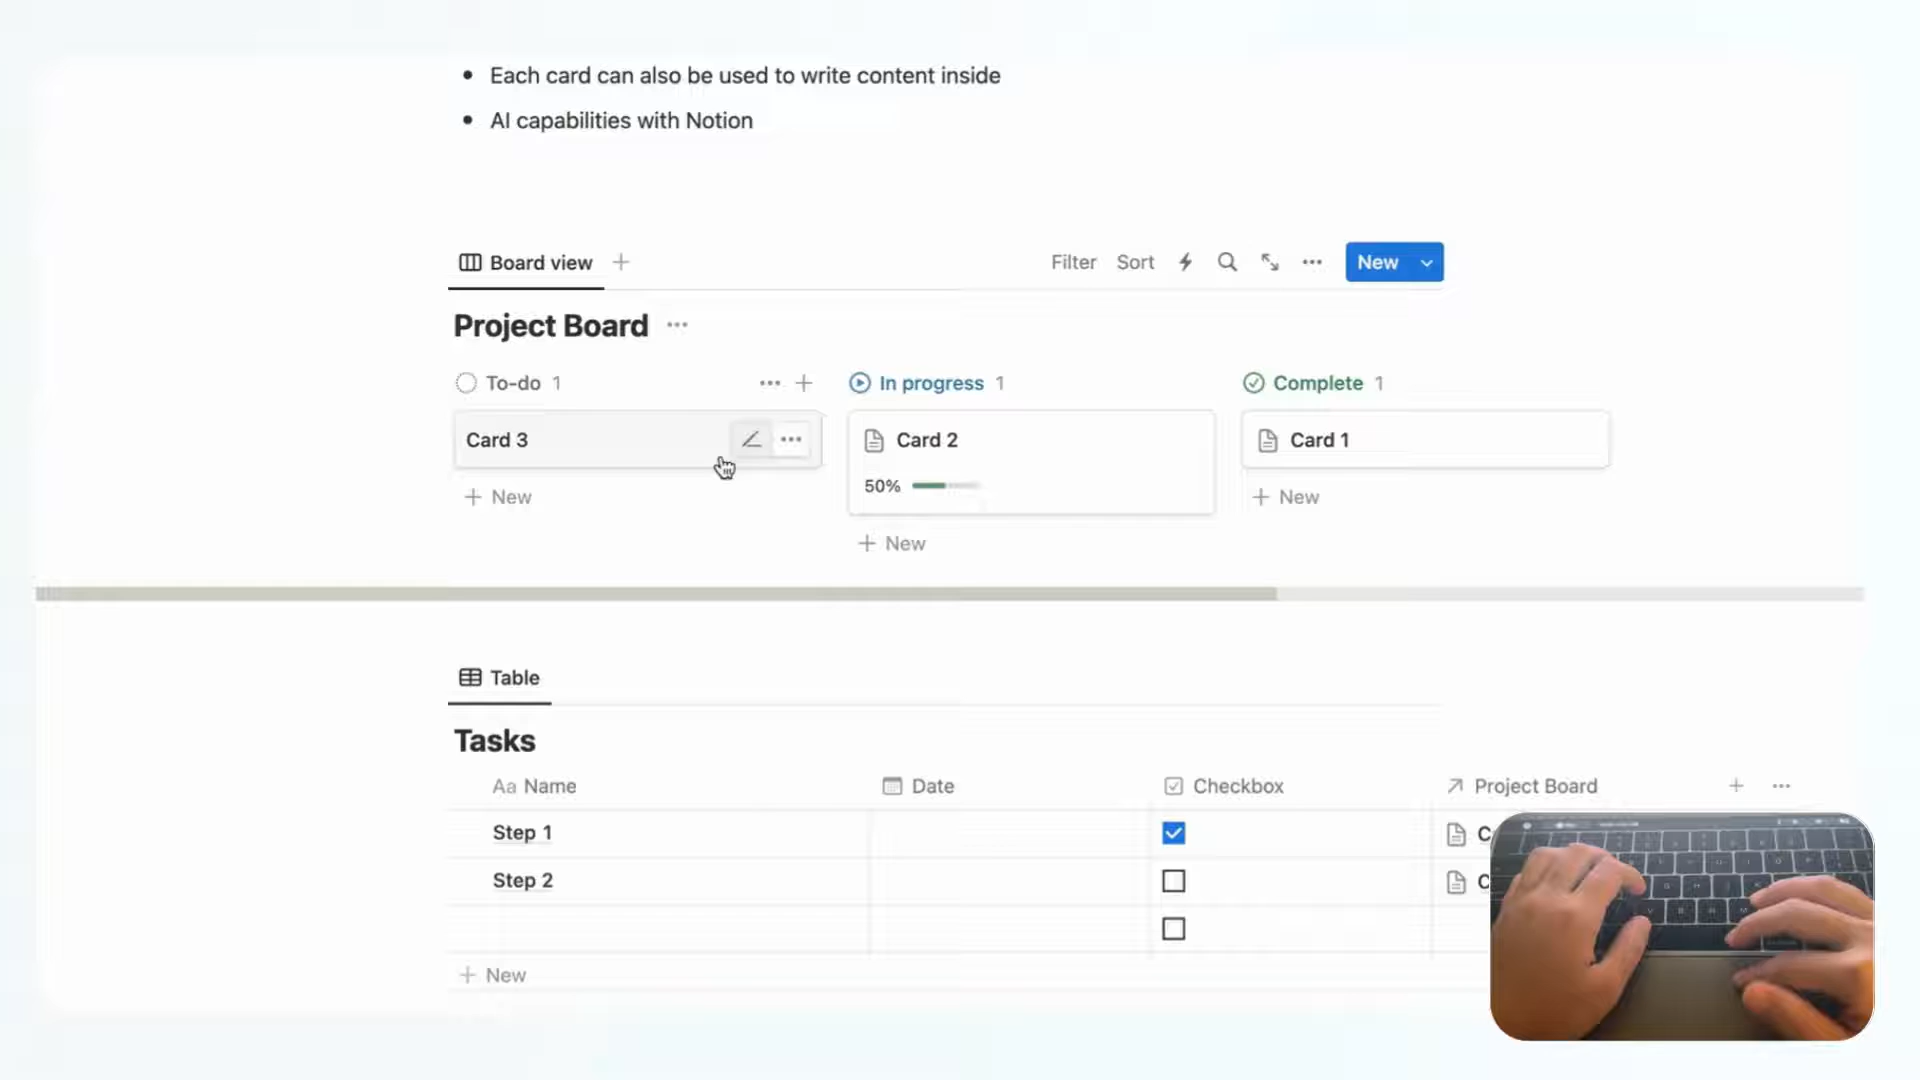 Each card can also be used to write content inside
AI capabilities with Notion
Board view
Filter Sort New
Project Board
To-do 1
In progress 1
Complete 1
Card 3
Card 2
Card 1
50%
New
New
New
Table
Tasks
Aa Name Date Checkbox Project Board
Step 1
Step 2
New